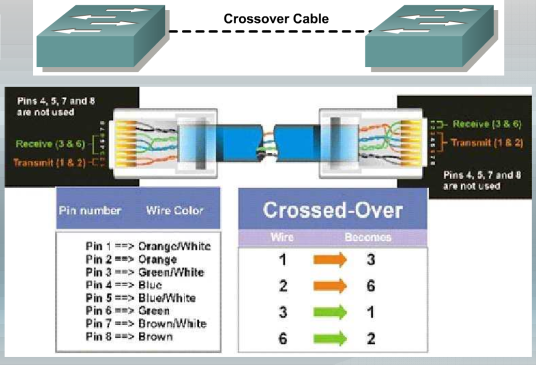 Crossover Cable
Pins 4, 5, 7 and 8
are not used
Receive (3 & 6)
Transmit (1 & 2)
Receive (3 & 6)
Transmit (1 & 2)
Pins 4, 5, 7 and 8
are not used
Pin number Wire Color
Pin 1 ==> Orange/White
Pin 2 ==> Orange
Pin 3 ==> Green/White
Pin 4 ==> Blue
Pin 5 ==> Blue/White
Pin 6 ==> Green
Pin 7 ==> Brown/White
Pin 8 ==> Brown
Crossed-Over
Wire Becomes
1 3
2 6
3 1
6 2